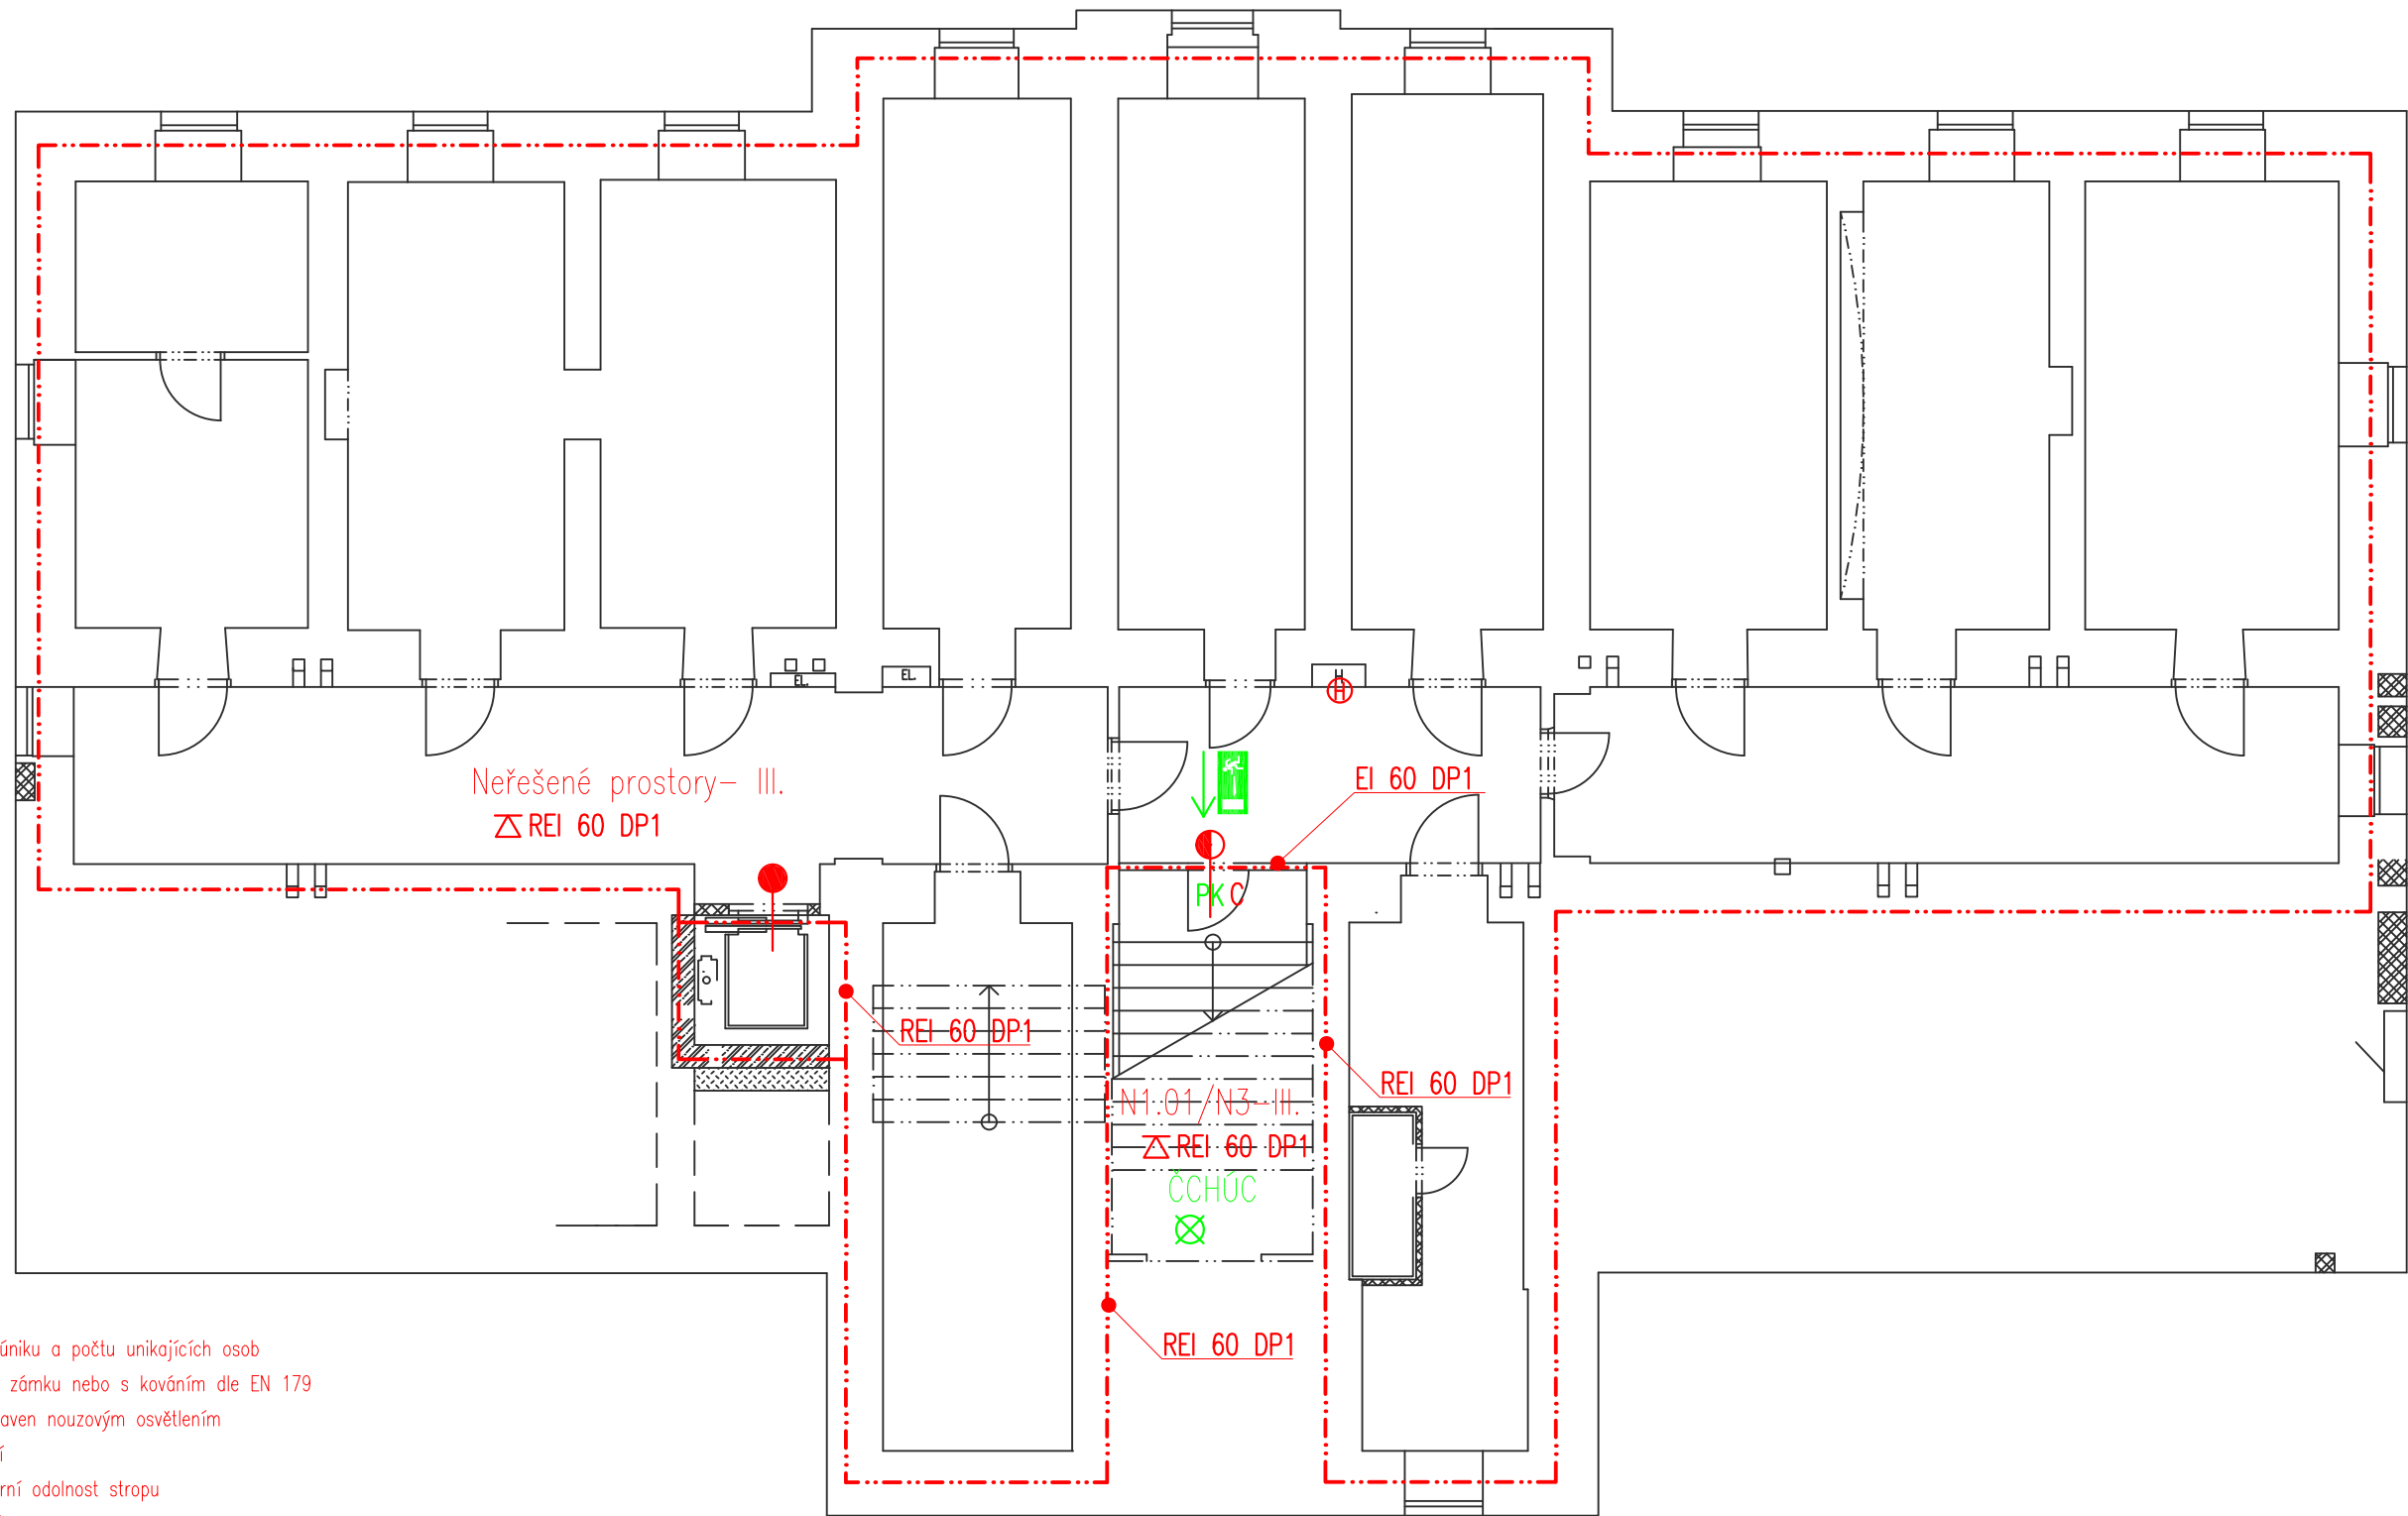 EL.
EL.
H
H
Neřešené prostory- III.
REI 60 DP1
EI 60 DP1
PK C
REI 60 DP1
REI 60 DP1
N1.01/N3-III.
REI 60 DP1
ČCHÚC
REI 60 DP1
úniku a počtu unikajících osob
zámku nebo s kováním dle EN 179
aven nouzovým osvětlením
í
rní odolnost stropu